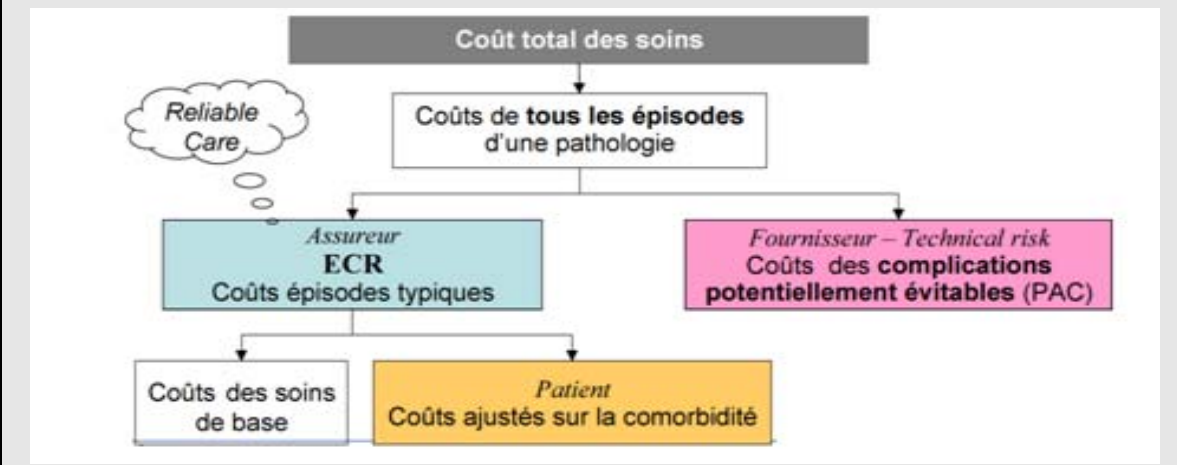 Coût total des soins
Reliable
Care
Coûts de tous les épisodes
d'une pathologie
Assureur
ECR
Coûts épisodes typiques
Fournisseur – Technical risk
Coûts des complications
potentiellement évitables (PAC)
Coûts des soins
de base
Patient
Coûts ajustés sur la comorbidité